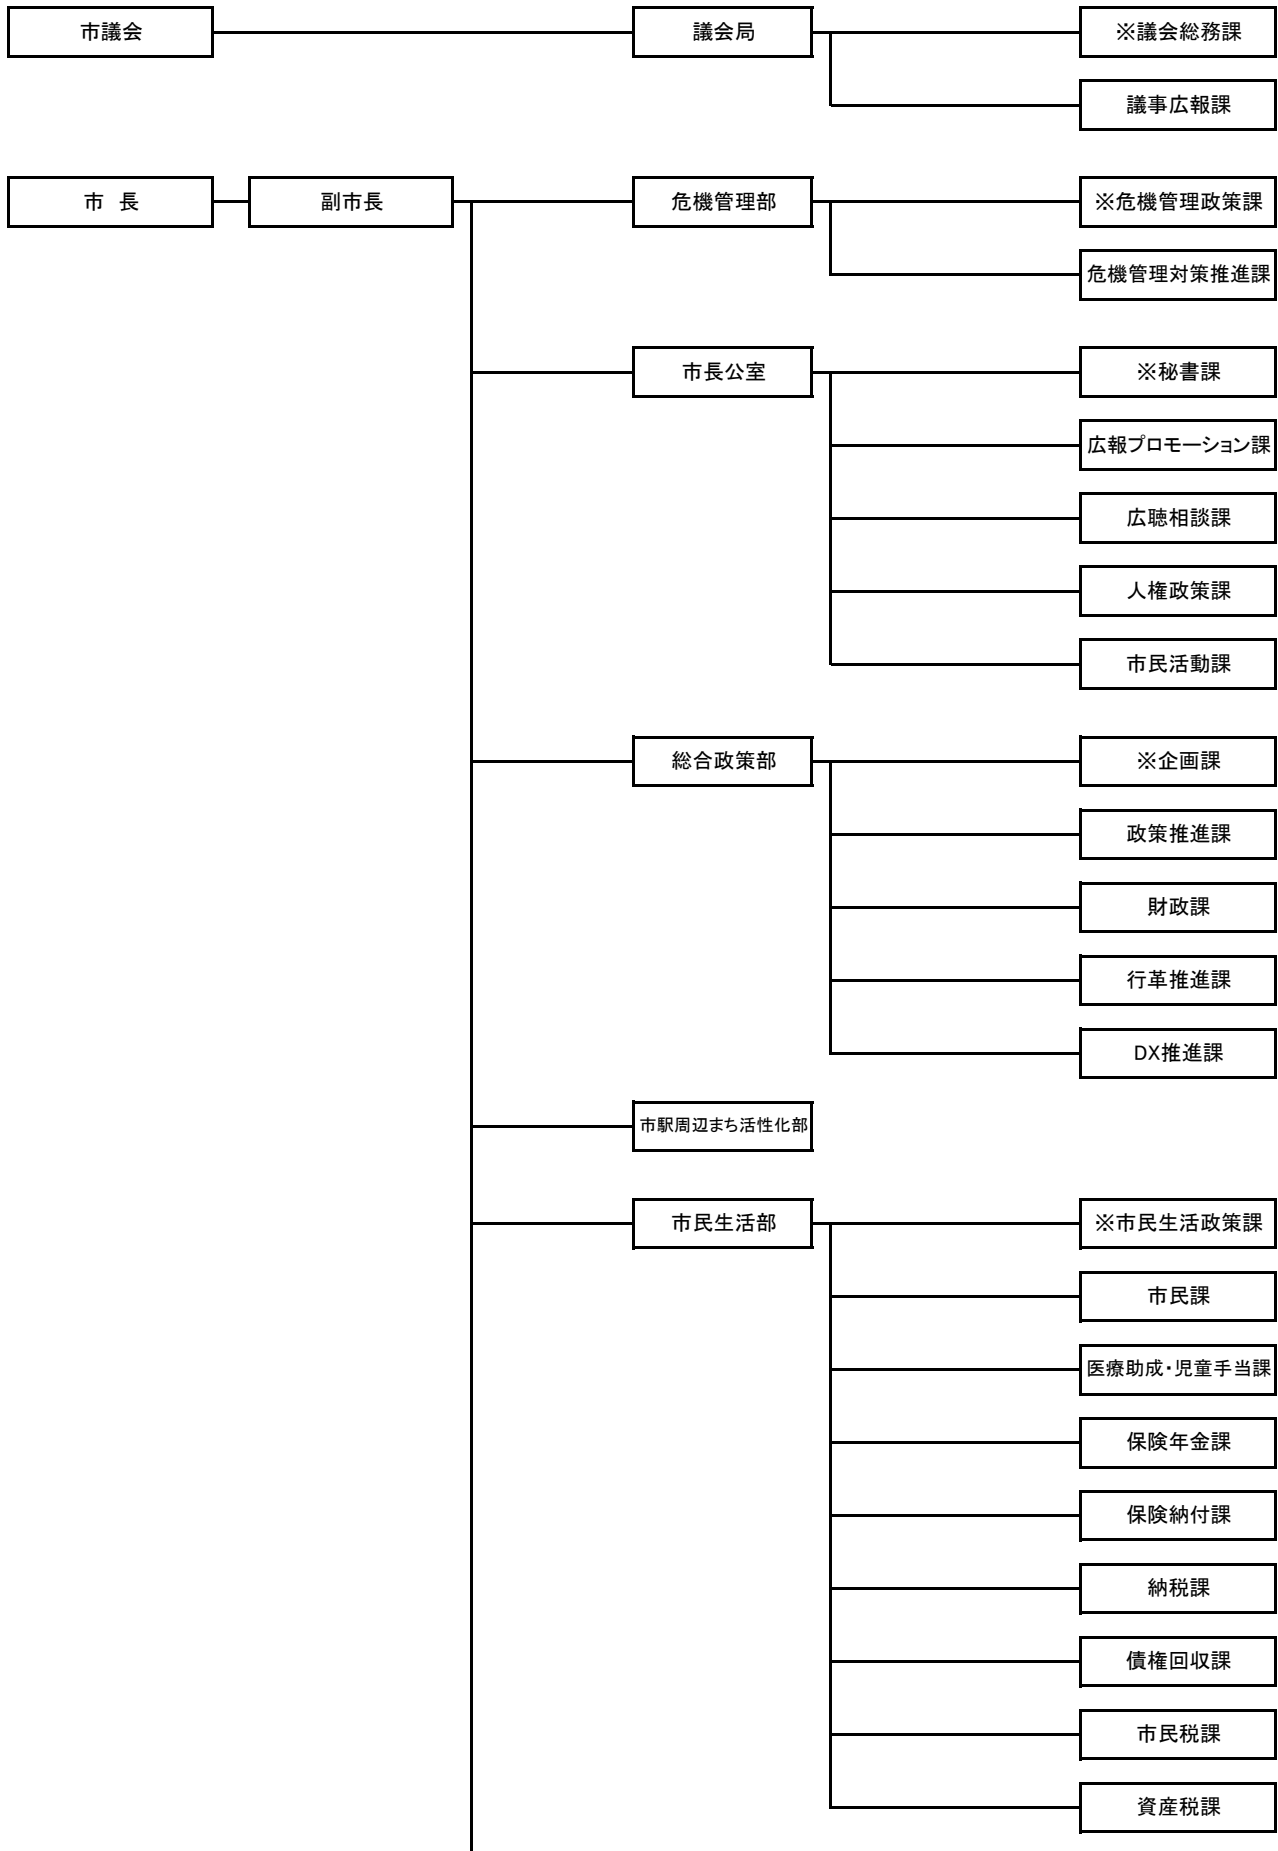 市議会
議会局
※議会総務課
議事広報課
市 長
副市長
危機管理部
※危機管理政策課
危機管理対策推進課
市長公室
※秘書課
広報プロモーション課
広聴相談課
人権政策課
市民活動課
総合政策部
※企画課
政策推進課
財政課
行革推進課
DX推進課
市駅周辺まち活性化部
市民生活部
※市民生活政策課
市民課
医療助成・児童手当課
保険年金課
保険納付課
納税課
債権回収課
市民税課
資産税課